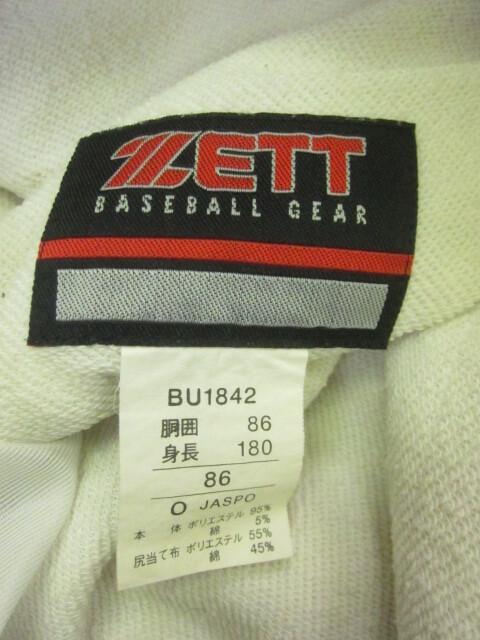 ZETT
BASEBALL GEAR
BU1842
胴囲 86
身長 180
86
O JASPO
本体 ポリエステル 95%
綿 5%
尻当て布 ポリエステル 55%
綿 45%